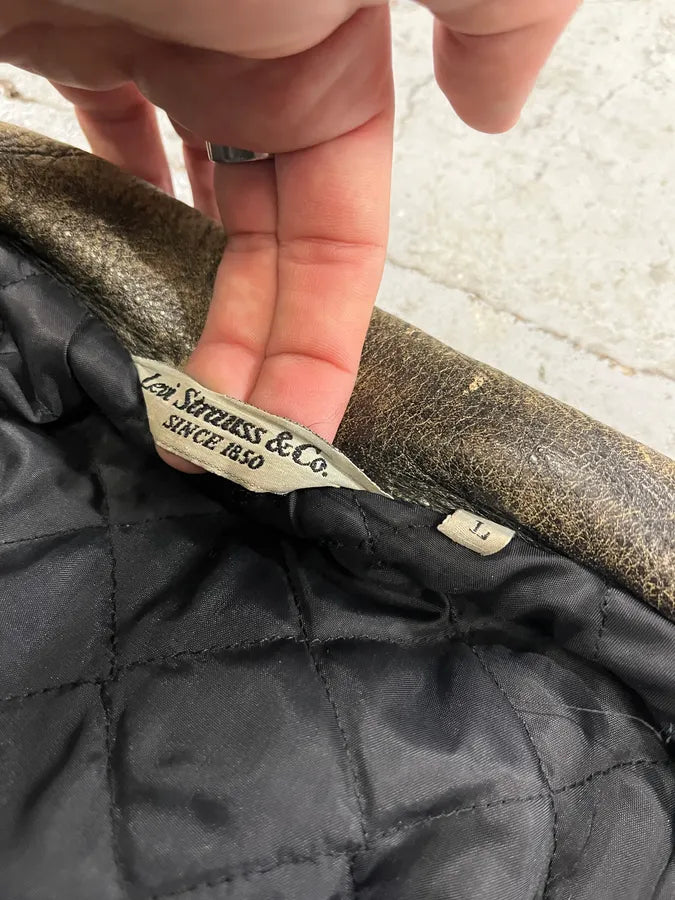 Levi Strauss & Co.
SINCE 1850
L